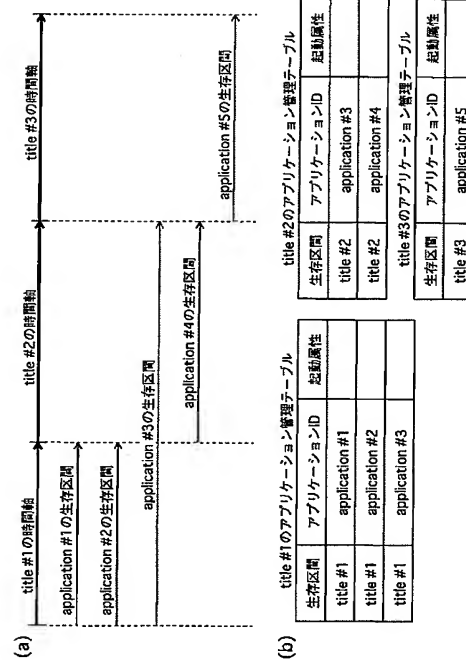 (a)
title #1の時間軸
title #2の時間軸
title #3の時間軸
application #1の生存区間
application #2の生存区間
application #3の生存区間
application #4の生存区間
application #5の生存区間
(b)
title #1のアプリケーション管理テーブル
生存区間 アプリケーションID 起動属性
title #1 application #1
title #1 application #2
title #1 application #3
title #2のアプリケーション管理テーブル
生存区間 アプリケーションID 起動属性
title #2 application #3
title #2 application #4
title #3のアプリケーション管理テーブル
生存区間 アプリケーションID 起動属性
title #3 application #5